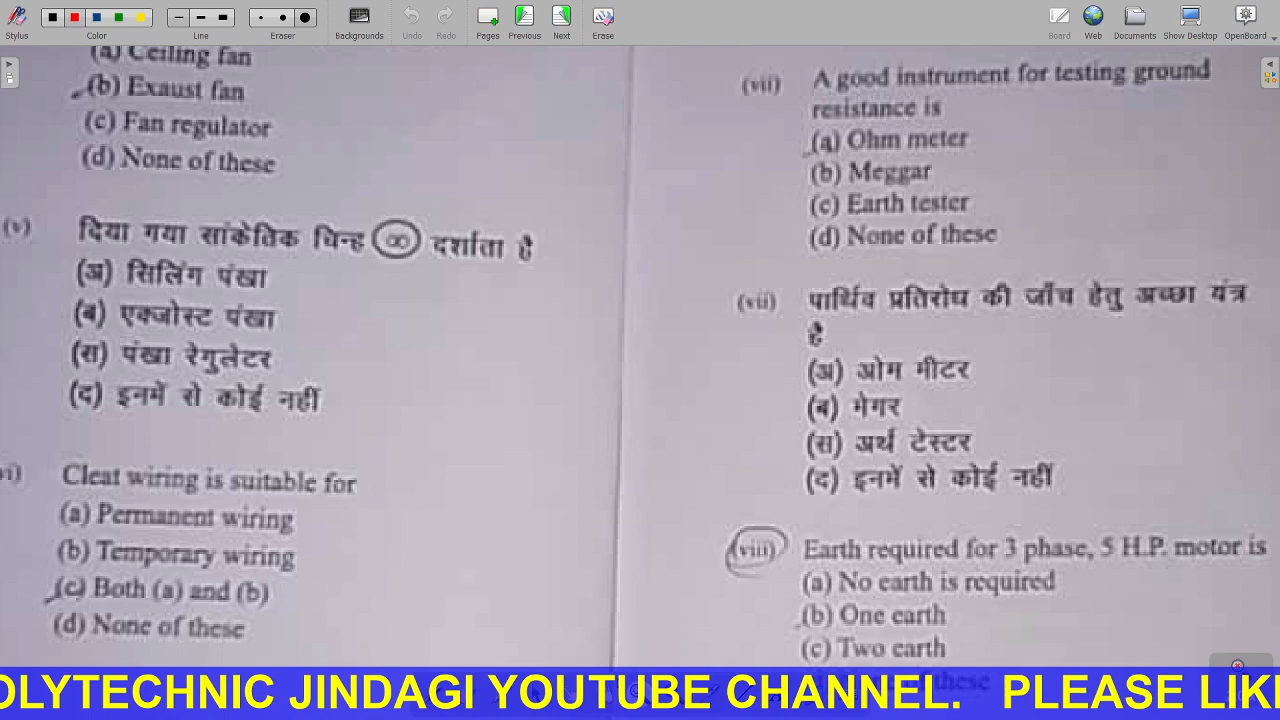 Stylus
Color
Line
Eraser
Backgrounds
Undo
Redo
Pages
Previous
Next
Erase
Board
Web
Documents
Show Desktop
OpenBoard
(a) Ceiling fan
(b) Exaust fan
(c) Fan regulator
(d) None of these
(v) दिया गया सांकेतिक चिन्ह ∞ दर्शाता है
(अ) सिलिंग पंखा
(ब) एक्जोस्ट पंखा
(स) पंखा रेगुलेटर
(द) इनमें से कोई नहीं
vi) Cleat wiring is suitable for
(a) Permanent wiring
(b) Temporary wiring
(c) Both (a) and (b)
(d) None of these
(vii) A good instrument for testing ground
resistance is
(a) Ohm meter
(b) Meggar
(c) Earth tester
(d) None of these
(vii) पार्थिव प्रतिरोध की जाँच हेतु अच्छा यंत्र
है
(अ) ओम मीटर
(ब) मेगर
(स) अर्थ टेस्टर
(द) इनमें से कोई नहीं
(viii) Earth required for 3 phase, 5 H.P. motor is
(a) No earth is required
(b) One earth
(c) Two earth
of these
OLYTECHNIC JINDAGI YOUTUBE CHANNEL. PLEASE LIK